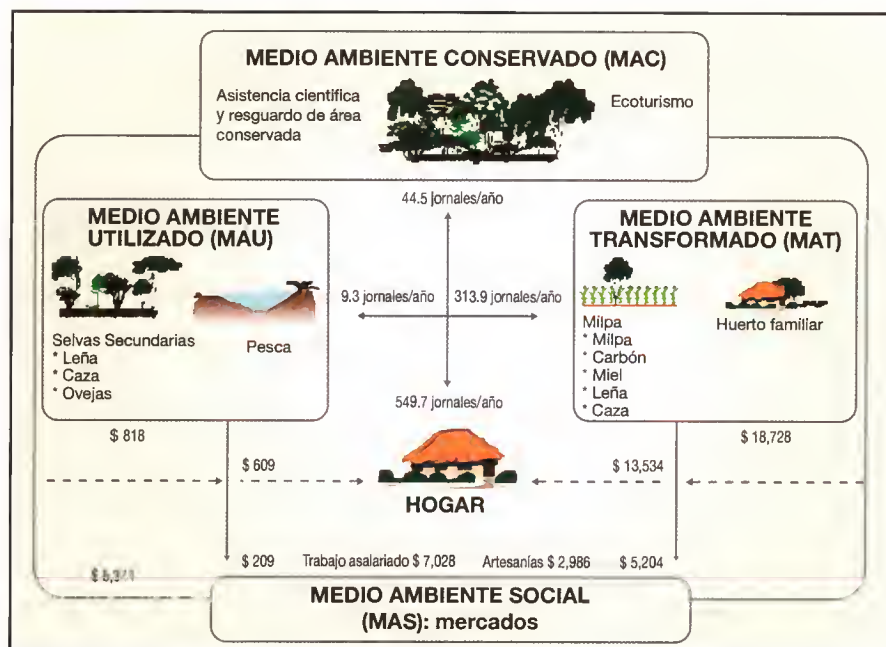 MEDIO AMBIENTE CONSERVADO (MAC)
Asistencia científica
y resguardo de área
conservada
Ecoturismo
44.5 jornales/año
MEDIO AMBIENTE
UTILIZADO (MAU)
Selvas Secundarias
* Leña
* Caza
* Ovejas
Pesca
9.3 jornales/año
313.9 jornales/año
MEDIO AMBIENTE
TRANSFORMADO (MAT)
Milpa
* Milpa
* Carbón
* Miel
* Leña
* Caza
Huerto familiar
549.7 jornales/año
$ 818
$ 18,728
$ 609
$ 13,534
HOGAR
$ 209
Trabajo asalariado $ 7,028
Artesanías $ 2,986
$ 5,204
MEDIO AMBIENTE SOCIAL
(MAS): mercados